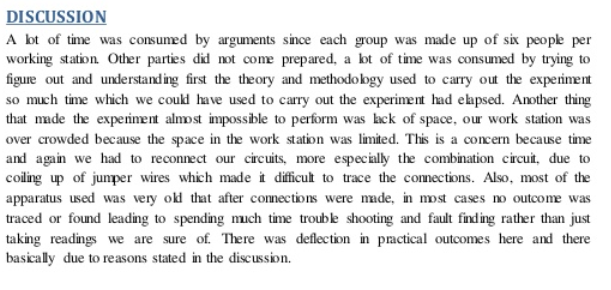 DISCUSSION
A lot of time was consumed by arguments since each group was made up of six people per
working station. Other parties did not come prepared, a lot of time was consumed by trying to
figure out and understanding first the theory and methodology used to carry out the experiment
so much time which we could have used to carry out the experiment had elapsed. Another thing
that made the experiment almost impossible to perform was lack of space, our work station was
over crowded because the space in the work station was limited. This is a concern because time
and again we had to reconnect our circuits, more especially the combination circuit, due to
coiling up of jumper wires which made it difficult to trace the connections. Also, most of the
apparatus used was very old that after connections were made, in most cases no outcome was
traced or found leading to spending much time trouble shooting and fault finding rather than just
taking readings we are sure of. There was deflection in practical outcomes here and there
basically due to reasons stated in the discussion.